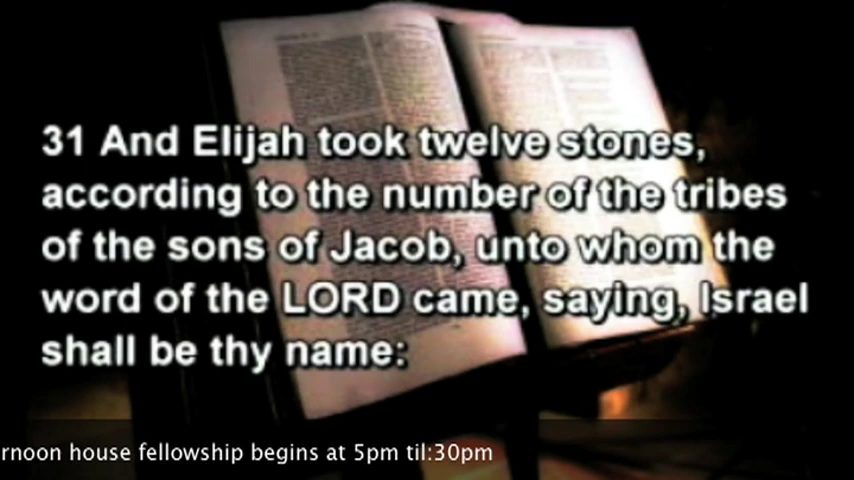 31 And Elijah took twelve stones,
according to the number of the tribes
of the sons of Jacob, unto whom the
word of the LORD came, saying, Israel
shall be thy name:
rnoon house fellowship begins at 5pm til:30pm